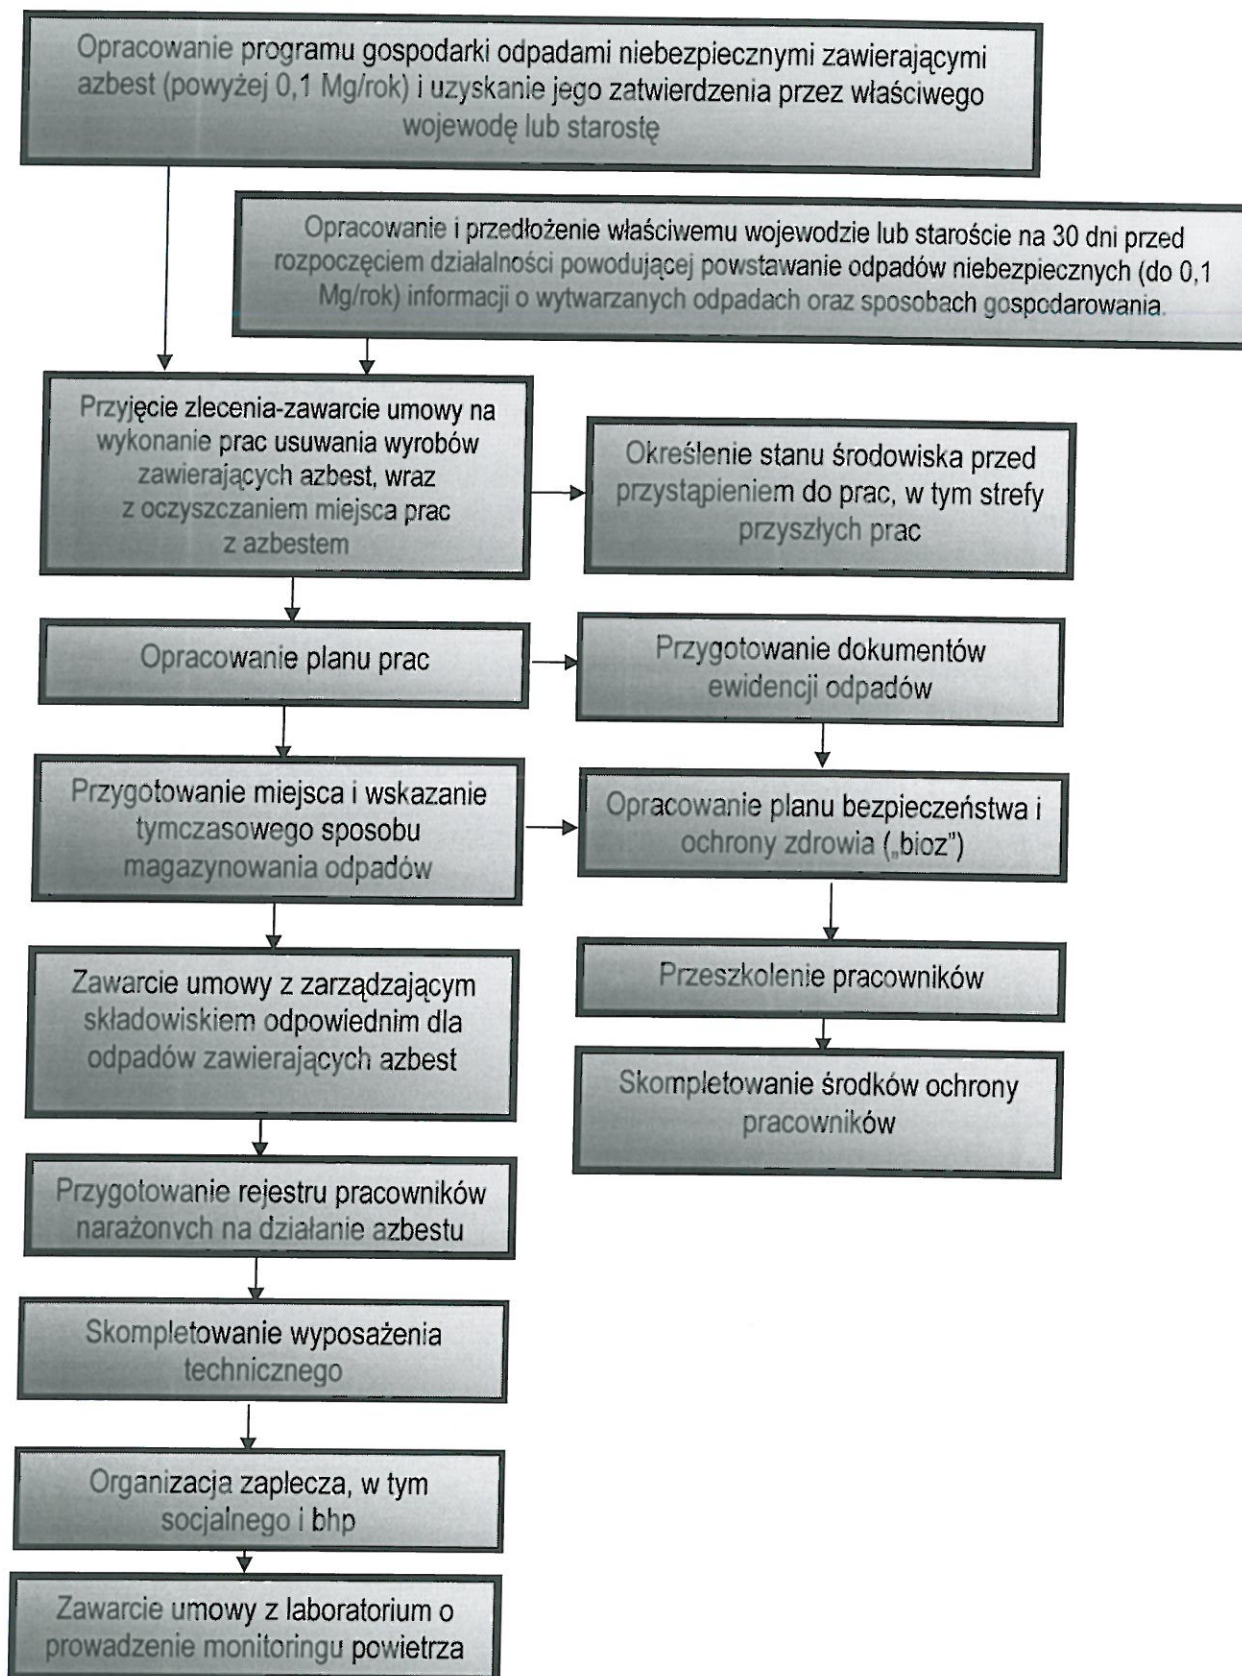 Opracowanie programu gospodarki odpadami niebezpiecznymi zawierającymi
azbest (powyżej 0,1 Mg/rok) i uzyskanie jego zatwierdzenia przez właściwego
wojewodę lub starostę
Opracowanie i przedłożenie właściwemu wojewodzie lub staroście na 30 dni przed
rozpoczęciem działalności powodującej powstawanie odpadów niebezpiecznych (do 0,1
Mg/rok) informacji o wytwarzanych odpadach oraz sposobach gospodarowania.
Przyjęcie zlecenia-zawarcie umowy na
wykonanie prac usuwania wyrobów
zawierających azbest, wraz
z oczyszczaniem miejsca prac
z azbestem
Określenie stanu środowiska przed
przystąpieniem do prac, w tym strefy
przyszłych prac
Opracowanie planu prac
Przygotowanie dokumentów
ewidencji odpadów
Przygotowanie miejsca i wskazanie
tymczasowego sposobu
magazynowania odpadów
Opracowanie planu bezpieczeństwa i
ochrony zdrowia („bioz”)
Zawarcie umowy z zarządzającym
składowiskiem odpowiednim dla
odpadów zawierających azbest
Przeszkolenie pracowników
Skompletowanie środków ochrony
pracowników
Przygotowanie rejestru pracowników
narażonych na działanie azbestu
Skompletowanie wyposażenia
technicznego
Organizacja zaplecza, w tym
socjalnego i bhp
Zawarcie umowy z laboratorium o
prowadzenie monitoringu powietrza